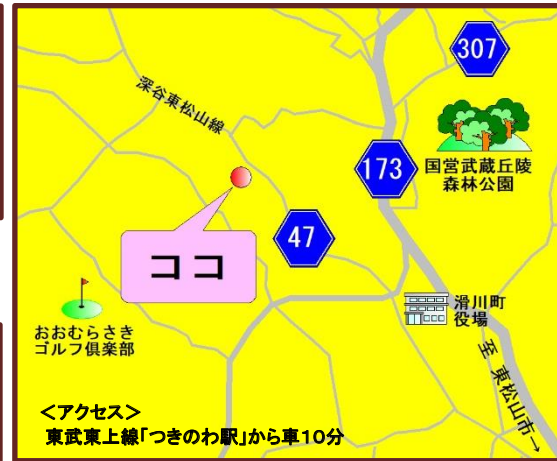 307
深谷東松山線
173
国営武蔵丘陵
森林公園
47
ココ
滑川町
役場
おおむらさき
ゴルフ倶楽部
至 東松山市→
<アクセス>
東武東上線「つきのわ駅」から車10分